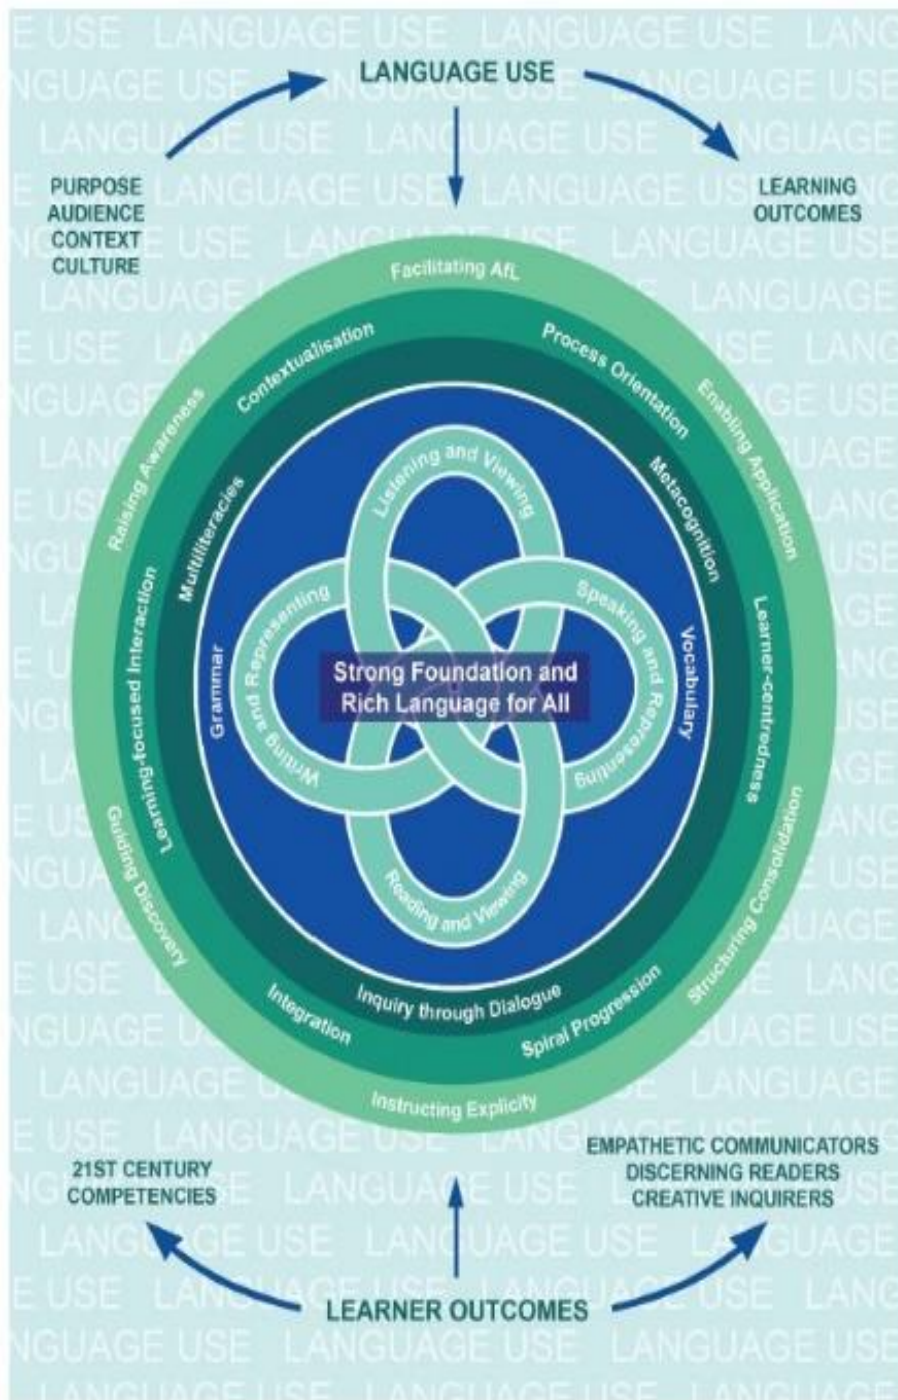 LANGUAGE USE
PURPOSE
AUDIENCE
CONTEXT
CULTURE
LEARNING
OUTCOMES
Facilitating AfL
Contextualisation
Process Orientation
Raising Awareness
Enabling Application
Multiliteracies
Metacognition
Listening and Viewing
Learning-focused Interaction
Learner-centredness
Grammar
Writing and Representing
Speaking and Representing
Vocabulary
Strong Foundation and
Rich Language for All
Reading and Viewing
Guiding Discovery
Structuring Consolidation
Inquiry through Dialogue
Integration
Spiral Progression
Instructing Explicity
21ST CENTURY
COMPETENCIES
EMPATHETIC COMMUNICATORS
DISCERNING READERS
CREATIVE INQUIRERS
LEARNER OUTCOMES